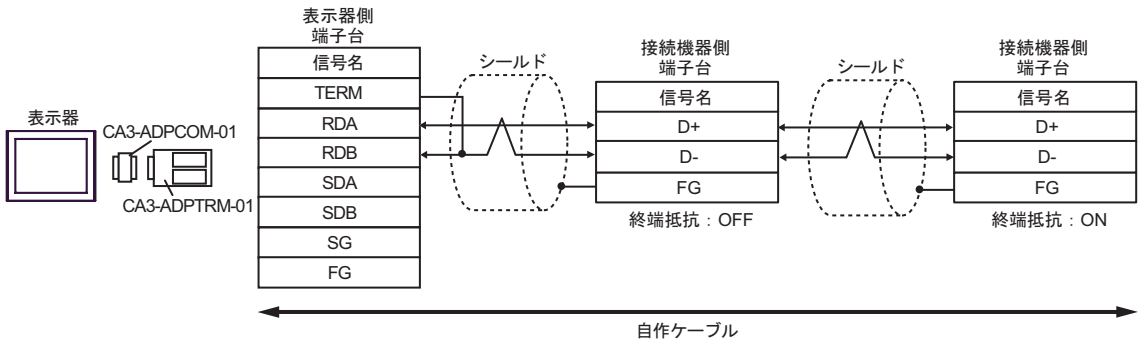 表示器
CA3-ADPCOM-01
CA3-ADPTRM-01
表示器側
端子台
信号名
TERM
RDA
RDB
SDA
SDB
SG
FG
シールド
接続機器側
端子台
信号名
D+
D-
FG
終端抵抗：OFF
シールド
接続機器側
端子台
信号名
D+
D-
FG
終端抵抗：ON
自作ケーブル